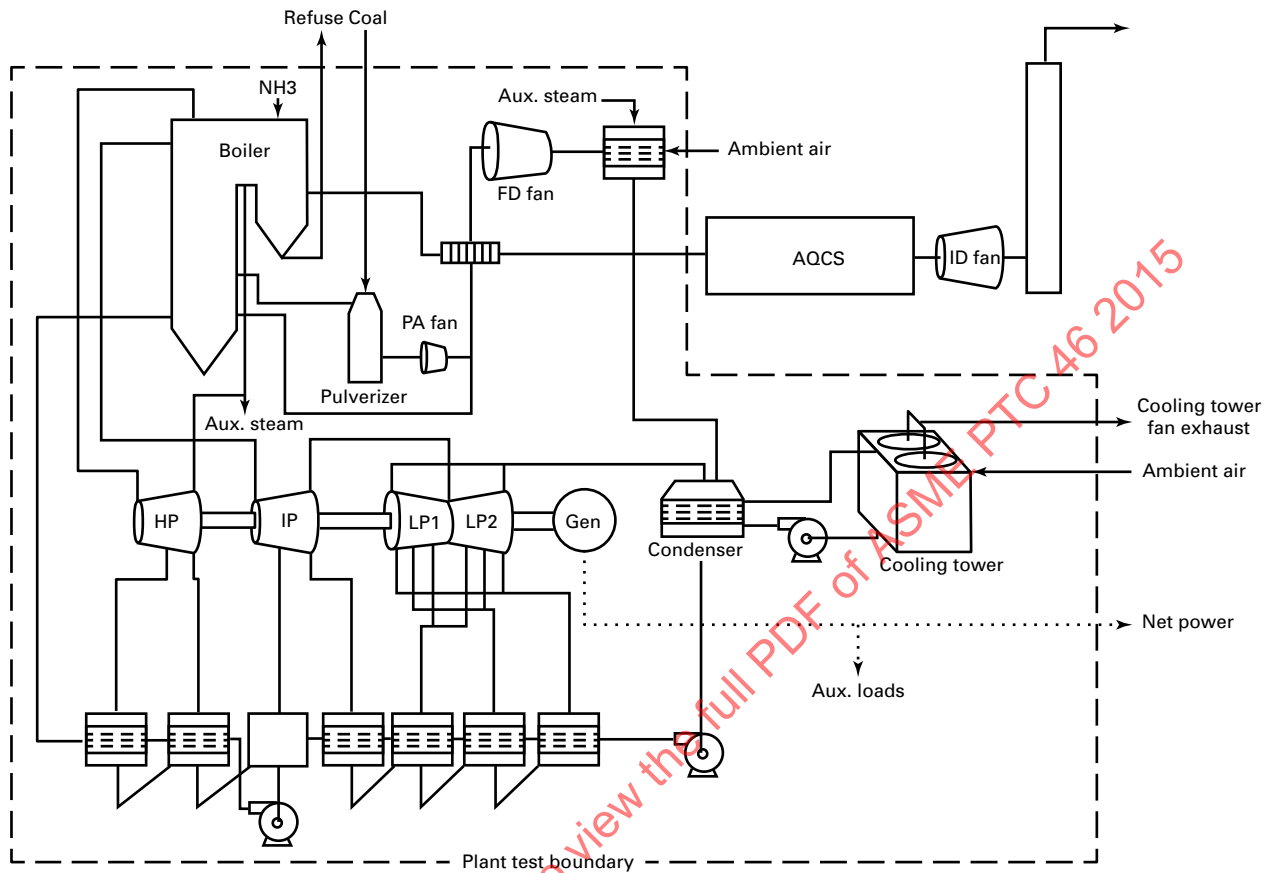 Refuse Coal
NH3
Aux. steam
Boiler
Ambient air
FD fan
AQCS
ID fan
PA fan
Pulverizer
Aux. steam
Cooling tower
fan exhaust
Ambient air
HP
IP
LP1
LP2
Gen
Condenser
Cooling tower
Net power
Aux. loads
Plant test boundary
view the full PDF of ASME PTC 46 2015